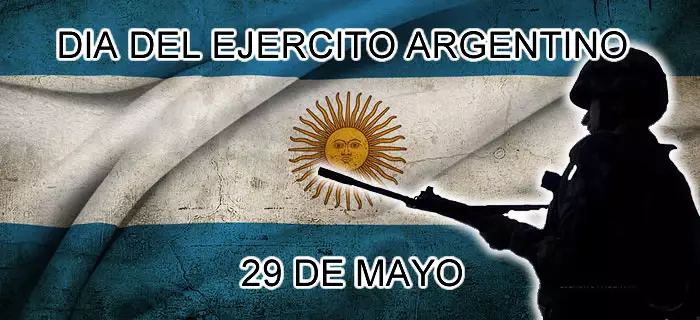 DIA DEL EJERCITO ARGENTINO
29 DE MAYO